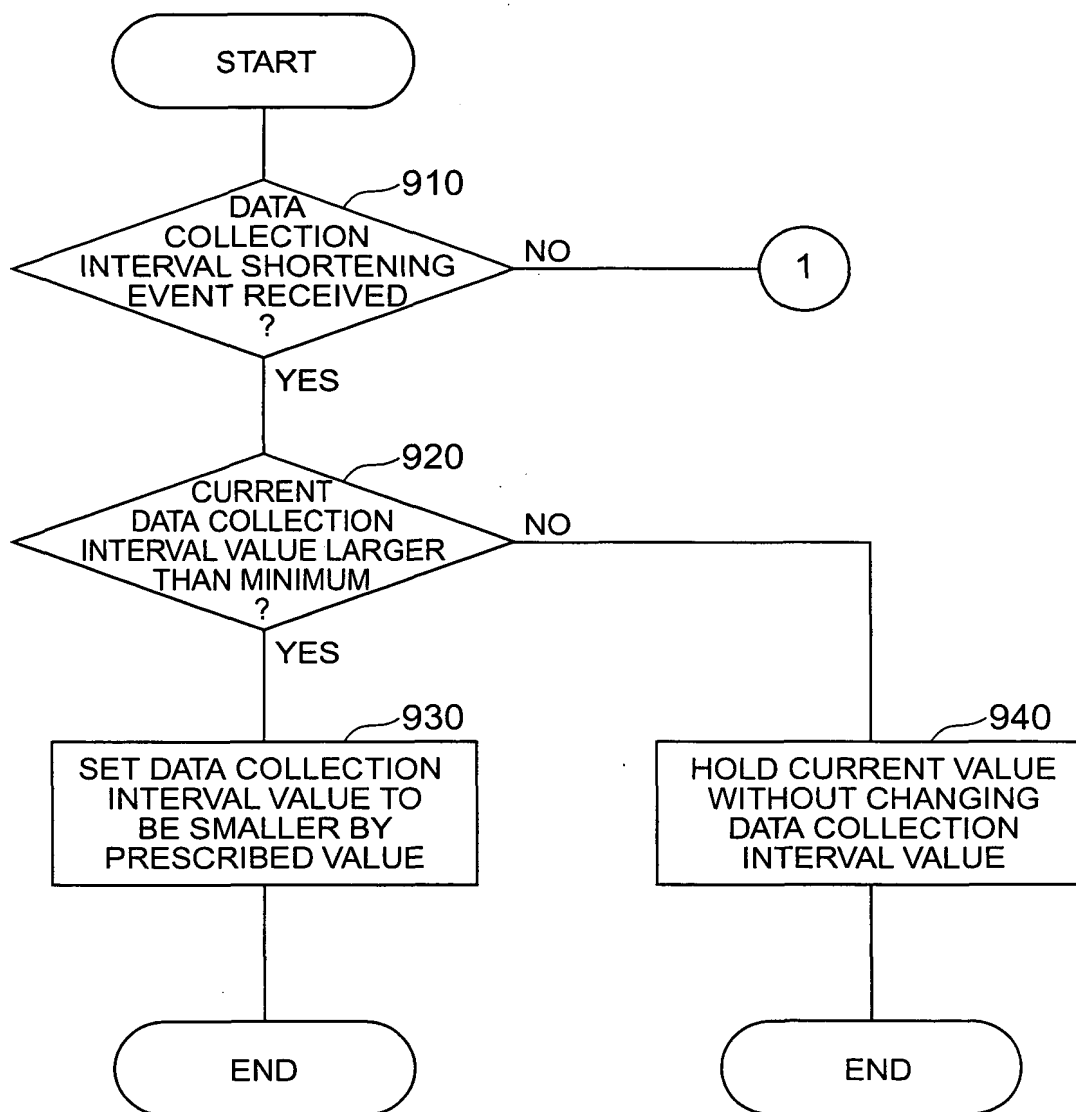 START
910
DATA
COLLECTION
INTERVAL SHORTENING
EVENT RECEIVED
?
NO
1
YES
920
CURRENT
DATA COLLECTION
INTERVAL VALUE LARGER
THAN MINIMUM
?
NO
YES
930
SET DATA COLLECTION
INTERVAL VALUE TO
BE SMALLER BY
PRESCRIBED VALUE
940
HOLD CURRENT VALUE
WITHOUT CHANGING
DATA COLLECTION
INTERVAL VALUE
END
END